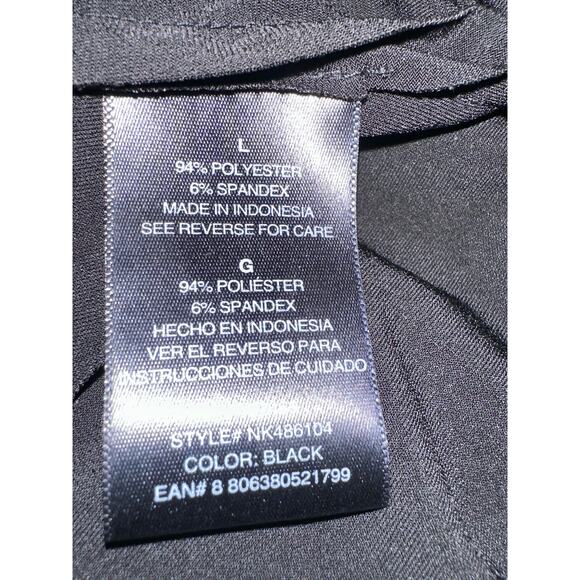 L
94% POLYESTER
6% SPANDEX
MADE IN INDONESIA
SEE REVERSE FOR CARE
G
94% POLIÉSTER
6% SPANDEX
HECHO EN INDONESIA
VER EL REVERSO PARA
INSTRUCCIONES DE CUIDADO
STYLE# NK486104
COLOR: BLACK
EAN# 8 806380521799